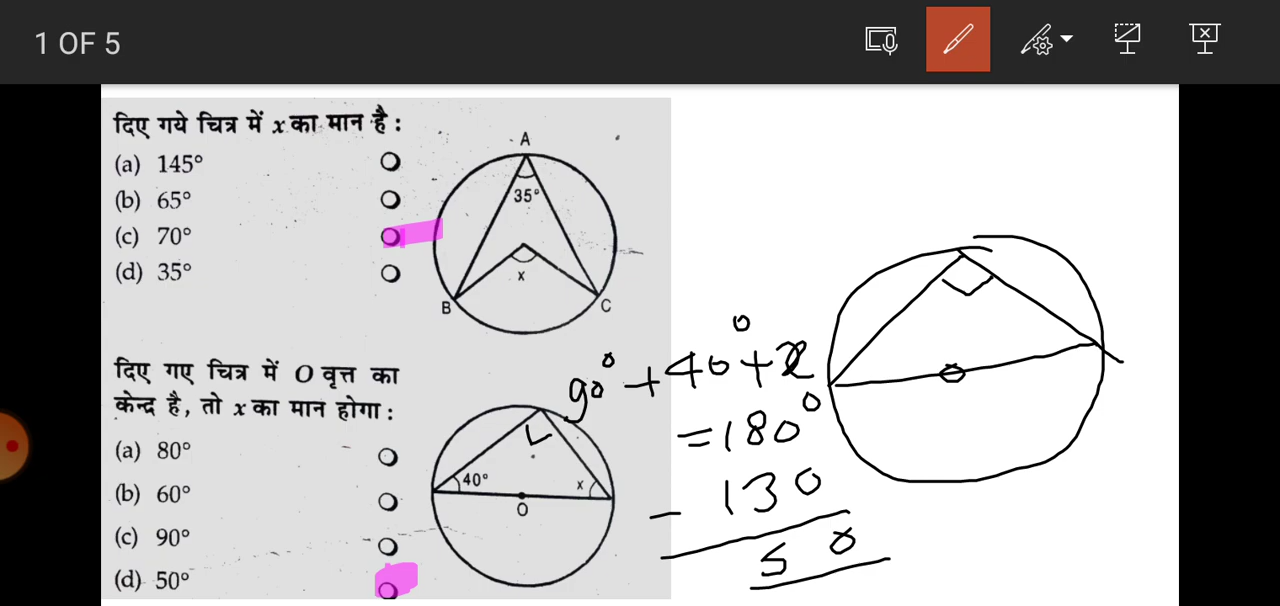 1 OF 5
दिए गये चित्र में x का मान है :
(a) 145°
(b) 65°
(c) 70°
(d) 35°
A
35°
x
B
C
दिए गए चित्र में O वृत्त का
केन्द्र है, तो x का मान होगा :
(a) 80°
(b) 60°
(c) 90°
(d) 50°
40°
x
O
90° + 40° + x
= 180°
- 130
50